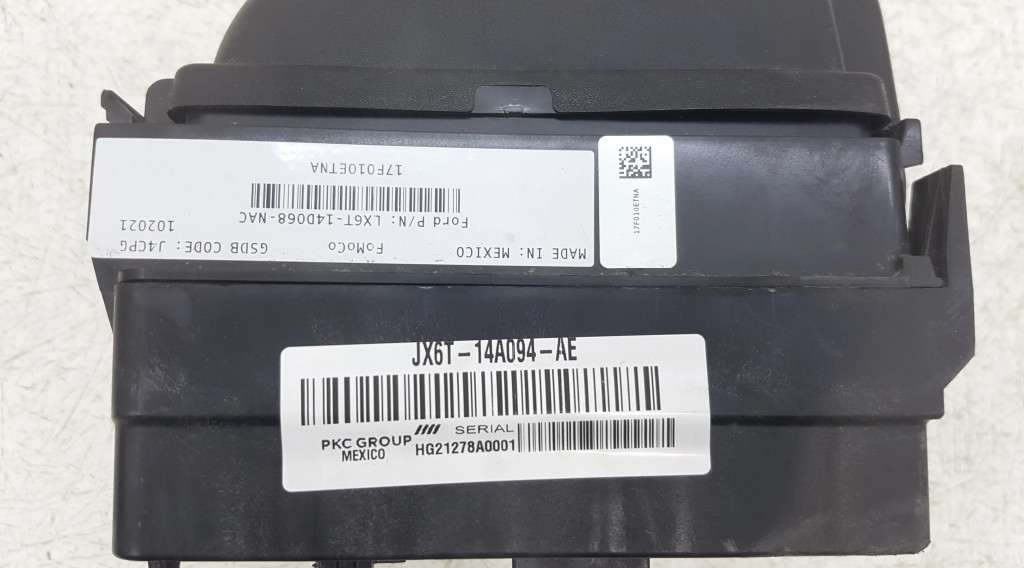 MADE IN: MEXICO FoMoCo GSDB CODE: J4CPG
Ford P/N: LX6T-14D068-NAC 102021
17F010ETNA
17F010ETNA
JX6T-14A094-AE
PKC GROUP
MEXICO
SERIAL
HG21278A0001